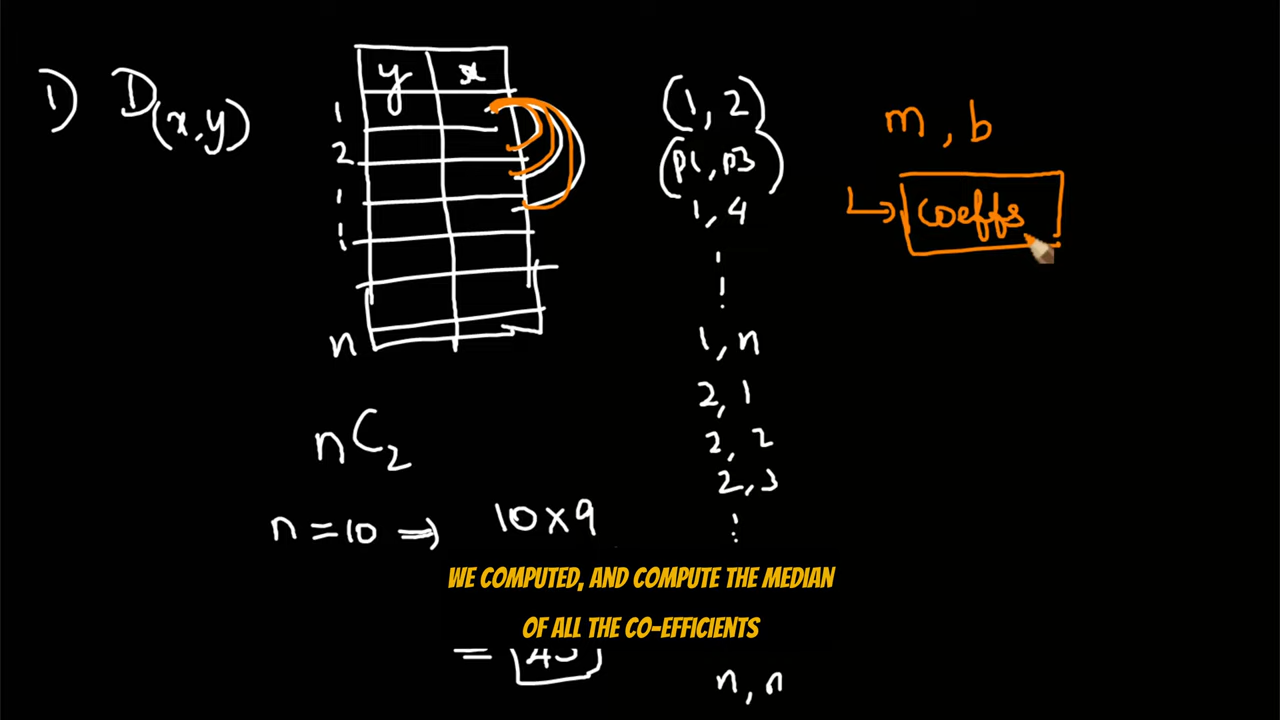 1) D(x,y)
y x
1
2
n
(1, 2)
(p1, p3)
1, 4
1, n
2, 1
2, 2
2, 3
n, n
m, b
coeffs
nC2
n = 10 ⇒ 10×9
WE COMPUTED, AND COMPUTE THE MEDIAN
OF ALL THE CO-EFFICIENTS
=